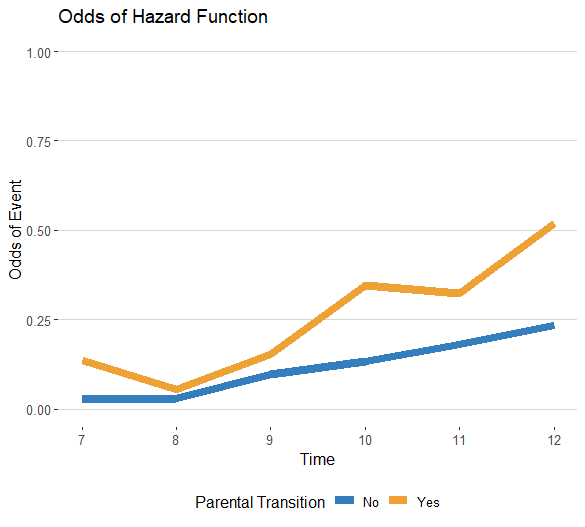 Odds of Hazard Function
1.00
0.75
0.50
0.25
0.00
Odds of Event
7 8 9 10 11 12
Time
Parental Transition No Yes